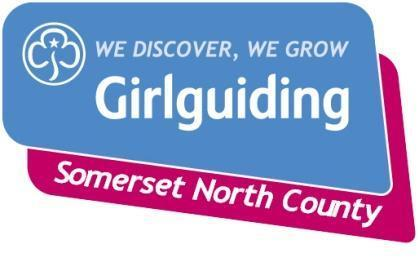 WE DISCOVER, WE GROW
Girlguiding
Somerset North County